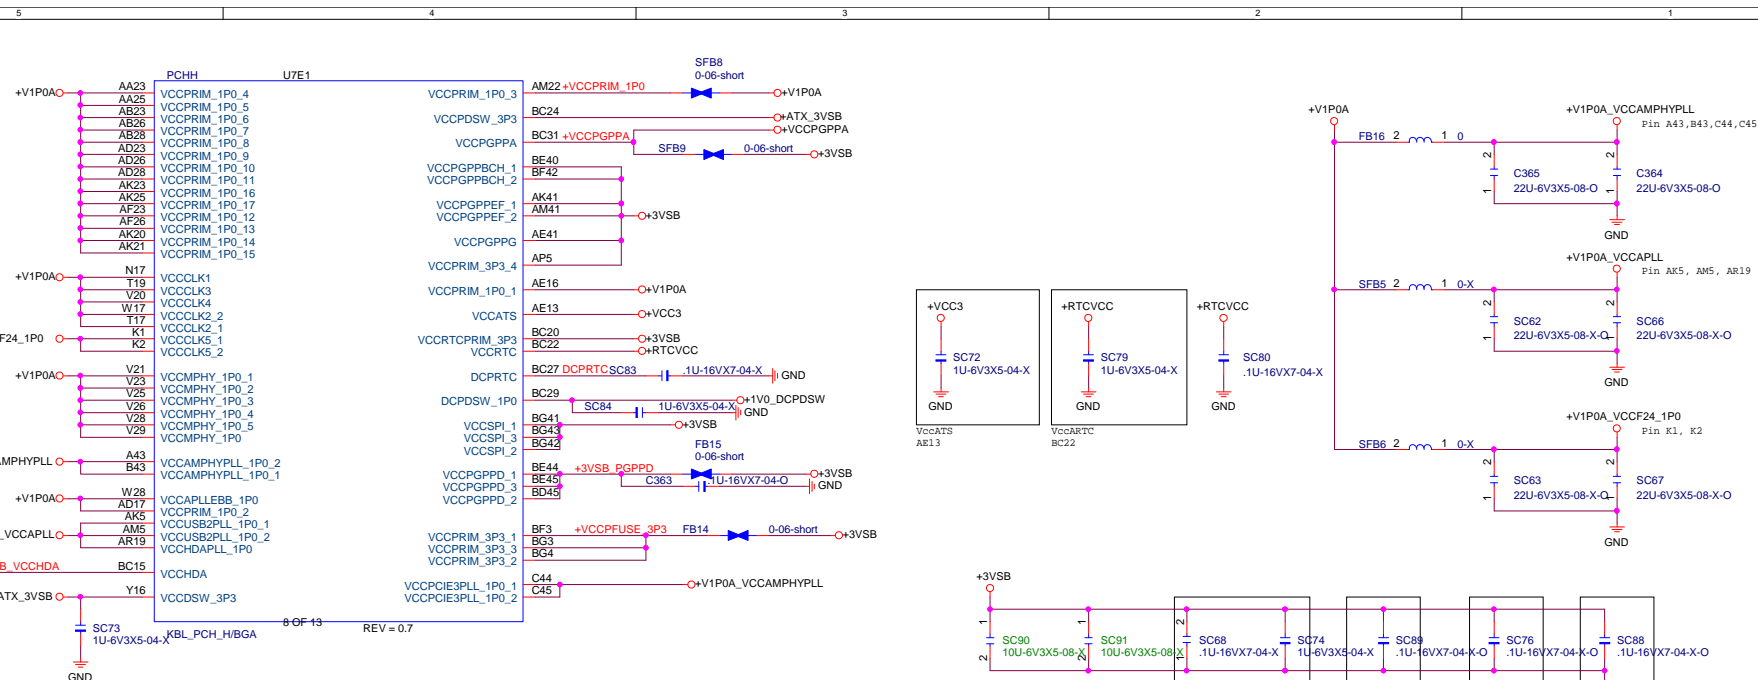 5 4 3 2 1
PCHH U7E1
+V1P0A
AA23 VCCPRIM_1P0_4
AA25 VCCPRIM_1P0_5
AB23 VCCPRIM_1P0_6
AB26 VCCPRIM_1P0_7
AB28 VCCPRIM_1P0_8
AD23 VCCPRIM_1P0_9
AD26 VCCPRIM_1P0_10
AD28 VCCPRIM_1P0_11
AK23 VCCPRIM_1P0_16
AK25 VCCPRIM_1P0_17
AF23 VCCPRIM_1P0_12
AF26 VCCPRIM_1P0_13
AK20 VCCPRIM_1P0_14
AK21 VCCPRIM_1P0_15
+V1P0A
N17 VCCCLK1
T19 VCCCLK3
V20 VCCCLK4
W17 VCCCLK2_2
T17 VCCCLK2_1
F24_1P0
K1 VCCCLK5_1
K2 VCCCLK5_2
+V1P0A
V21 VCCMPHY_1P0_1
V23 VCCMPHY_1P0_2
V25 VCCMPHY_1P0_3
V26 VCCMPHY_1P0_4
V28 VCCMPHY_1P0_5
V29 VCCMPHY_1P0
AMPHYPLL
A43 VCCAMPHYPLL_1P0_2
B43 VCCAMPHYPLL_1P0_1
+V1P0A
W28 VCCAPLLEBB_1P0
AD17 VCCPRIM_1P0_2
AK5 VCCUSB2PLL_1P0_1
_VCCAPLL
AM5 VCCUSB2PLL_1P0_2
AR19 VCCHDAPLL_1P0
B_VCCHDA BC15 VCCHDA
ATX_3VSB Y16 VCCDSW_3P3
SC73
1U-6V3X5-04-X
GND
KBL_PCH_H/BGA
8 OF 13
REV = 0.7
SFB8
0-06-short
VCCPRIM_1P0_3 AM22 +VCCPRIM_1P0 +V1P0A
VCCPDSW_3P3 BC24 +ATX_3VSB
+VCCPGPPA
VCCPGPPA BC31 +VCCPGPPA
SFB9 0-06-short +3VSB
VCCPGPPBCH_1 BE40
VCCPGPPBCH_2 BF42
VCCPGPPEF_1 AK41
VCCPGPPEF_2 AM41 +3VSB
VCCPGPPG AE41
VCCPRIM_3P3_4 AP5
VCCPRIM_1P0_1 AE16 +V1P0A
VCCATS AE13 +VCC3
VCCRTCPRIM_3P3 BC20 +3VSB
VCCRTC BC22 +RTCVCC
DCPRTC BC27 DCPRTC SC83 .1U-16VX7-04-X GND
DCPDSW_1P0 BC29 +1V0_DCPDSW
SC84 1U-6V3X5-04-X GND
VCCSPI_1 BG41 +3VSB
VCCSPI_3 BG43
VCCSPI_2 BG42
FB15
0-06-short
VCCPGPPD_1 BE44 +3VSB_PGPPD +3VSB
VCCPGPPD_3 BE45 C363 .1U-16VX7-04-O GND
VCCPGPPD_2 BD45
VCCPRIM_3P3_1 BF3 +VCCPFUSE_3P3 FB14 0-06-short +3VSB
VCCPRIM_3P3_3 BG3
VCCPRIM_3P3_2 BG4
VCCPCIE3PLL_1P0_1 C44 +V1P0A_VCCAMPHYPLL
VCCPCIE3PLL_1P0_2 C45
+VCC3
SC72
1U-6V3X5-04-X
GND
VccATS
AE13
+RTCVCC
SC79
1U-6V3X5-04-X
GND
VccARTC
BC22
+RTCVCC
SC80
.1U-16VX7-04-X
GND
+V1P0A
+V1P0A_VCCAMPHYPLL
Pin A43,B43,C44,C45
FB16 2 1 0
2 2
C365 C364
22U-6V3X5-08-O 22U-6V3X5-08-O
1 1
GND
+V1P0A_VCCAPLL
Pin AK5, AM5, AR19
SFB5 2 1 0-X
2 2
SC62 SC66
22U-6V3X5-08-X-O 22U-6V3X5-08-X-O
1 1
GND
+V1P0A_VCCF24_1P0
Pin K1, K2
SFB6 2 1 0-X
2 2
SC63 SC67
22U-6V3X5-08-X-O 22U-6V3X5-08-X-O
1 1
GND
+3VSB
1 1 2
SC90 SC91 SC68 SC74 SC89 SC76 SC88
10U-6V3X5-08-X 10U-6V3X5-08-X .1U-16VX7-04-X 1U-6V3X5-04-X .1U-16VX7-04-X-O .1U-16VX7-04-X-O .1U-16VX7-04-X-O
2 2 1